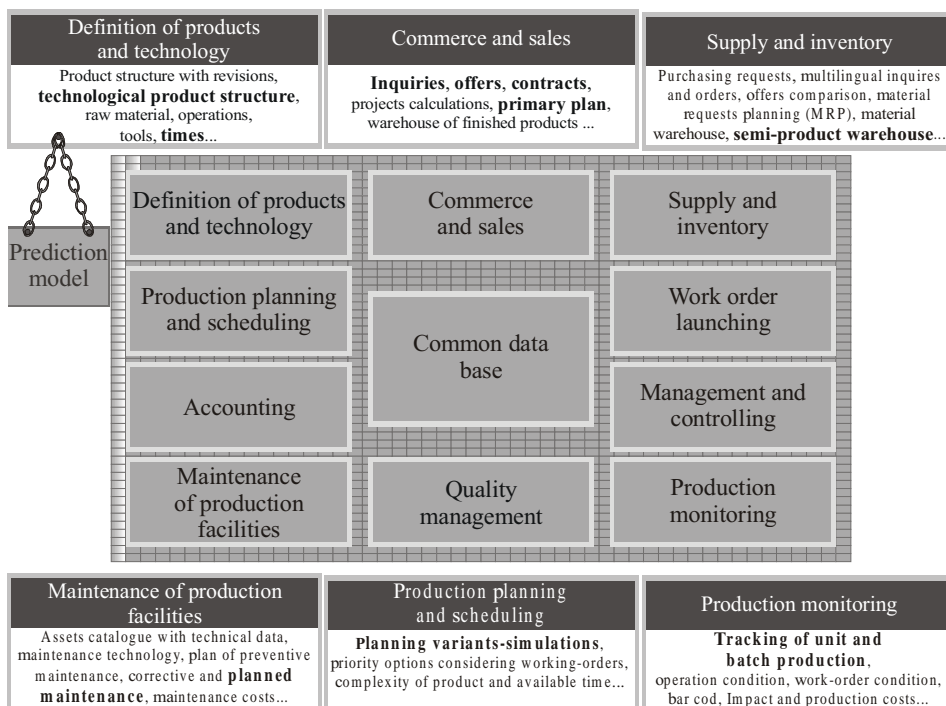 Definition of products
and technology
Product structure with revisions,
technological product structure,
raw material, operations,
tools, times...
Commerce and sales
Inquiries, offers, contracts,
projects calculations, primary plan,
warehouse of finished products ...
Supply and inventory
Purchasing requests, multilingual inquires
and orders, offers comparison, material
requests planning (MRP), material
warehouse, semi-product warehouse...
Prediction
model
Definition of products
and technology
Commerce
and sales
Supply and
inventory
Production planning
and scheduling
Common data
base
Work order
launching
Accounting
Management and
controlling
Maintenance
of production
facilities
Quality
management
Production
monitoring
Maintenance of production
facilities
Assets catalogue with technical data,
maintenance technology, plan of preventive
maintenance, corrective and planned
maintenance, maintenance costs...
Production planning
and scheduling
Planning variants-simulations,
priority options considering working-orders,
complexity of product and available time...
Production monitoring
Tracking of unit and
batch production,
operation condition, work-order condition,
bar cod, Impact and production costs...